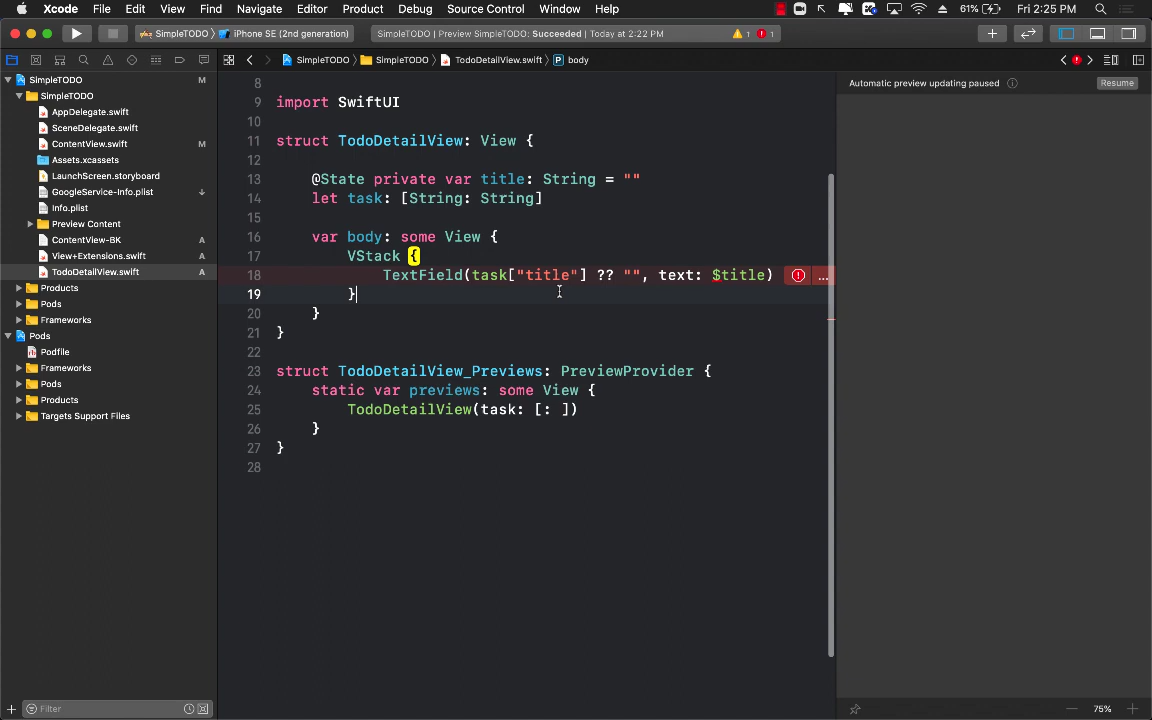 Xcode File Edit View Find Navigate Editor Product Debug Source Control Window Help 61% Fri 2:25 PM
SimpleTODO iPhone SE (2nd generation) SimpleTODO | Preview SimpleTODO: Succeeded | Today at 2:22 PM 1 1
SimpleTODO SimpleTODO TodoDetailView.swift body
Automatic preview updating paused Resume
SimpleTODO M
SimpleTODO
AppDelegate.swift
SceneDelegate.swift
ContentView.swift M
Assets.xcassets
LaunchScreen.storyboard
GoogleService-Info.plist
Info.plist
Preview Content
ContentView-BK A
View+Extensions.swift A
TodoDetailView.swift A
Products
Pods
Frameworks
Pods
Podfile
Frameworks
Pods
Products
Targets Support Files
8
9 import SwiftUI
10
11 struct TodoDetailView: View {
12
13 @State private var title: String = ""
14 let task: [String: String]
15
16 var body: some View {
17 VStack {
18 TextField(task["title"] ?? "", text: $title) ...
19 }
20 }
21 }
22
23 struct TodoDetailView_Previews: PreviewProvider {
24 static var previews: some View {
25 TodoDetailView(task: [: ])
26 }
27 }
28
Filter
75%